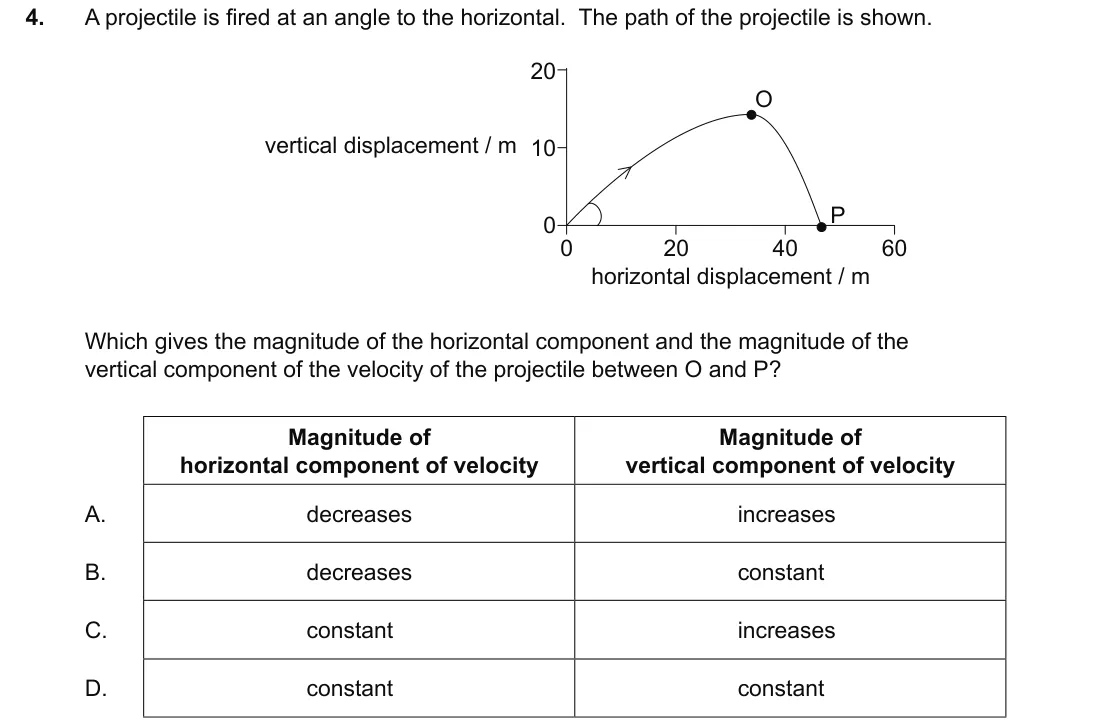 4. A projectile is fired at an angle to the horizontal. The path of the projectile is shown.
20
O
vertical displacement / m 10
P
0
0 20 40 60
horizontal displacement / m
Which gives the magnitude of the horizontal component and the magnitude of the
vertical component of the velocity of the projectile between O and P?
Magnitude of Magnitude of
horizontal component of velocity vertical component of velocity
A. decreases increases
B. decreases constant
C. constant increases
D. constant constant